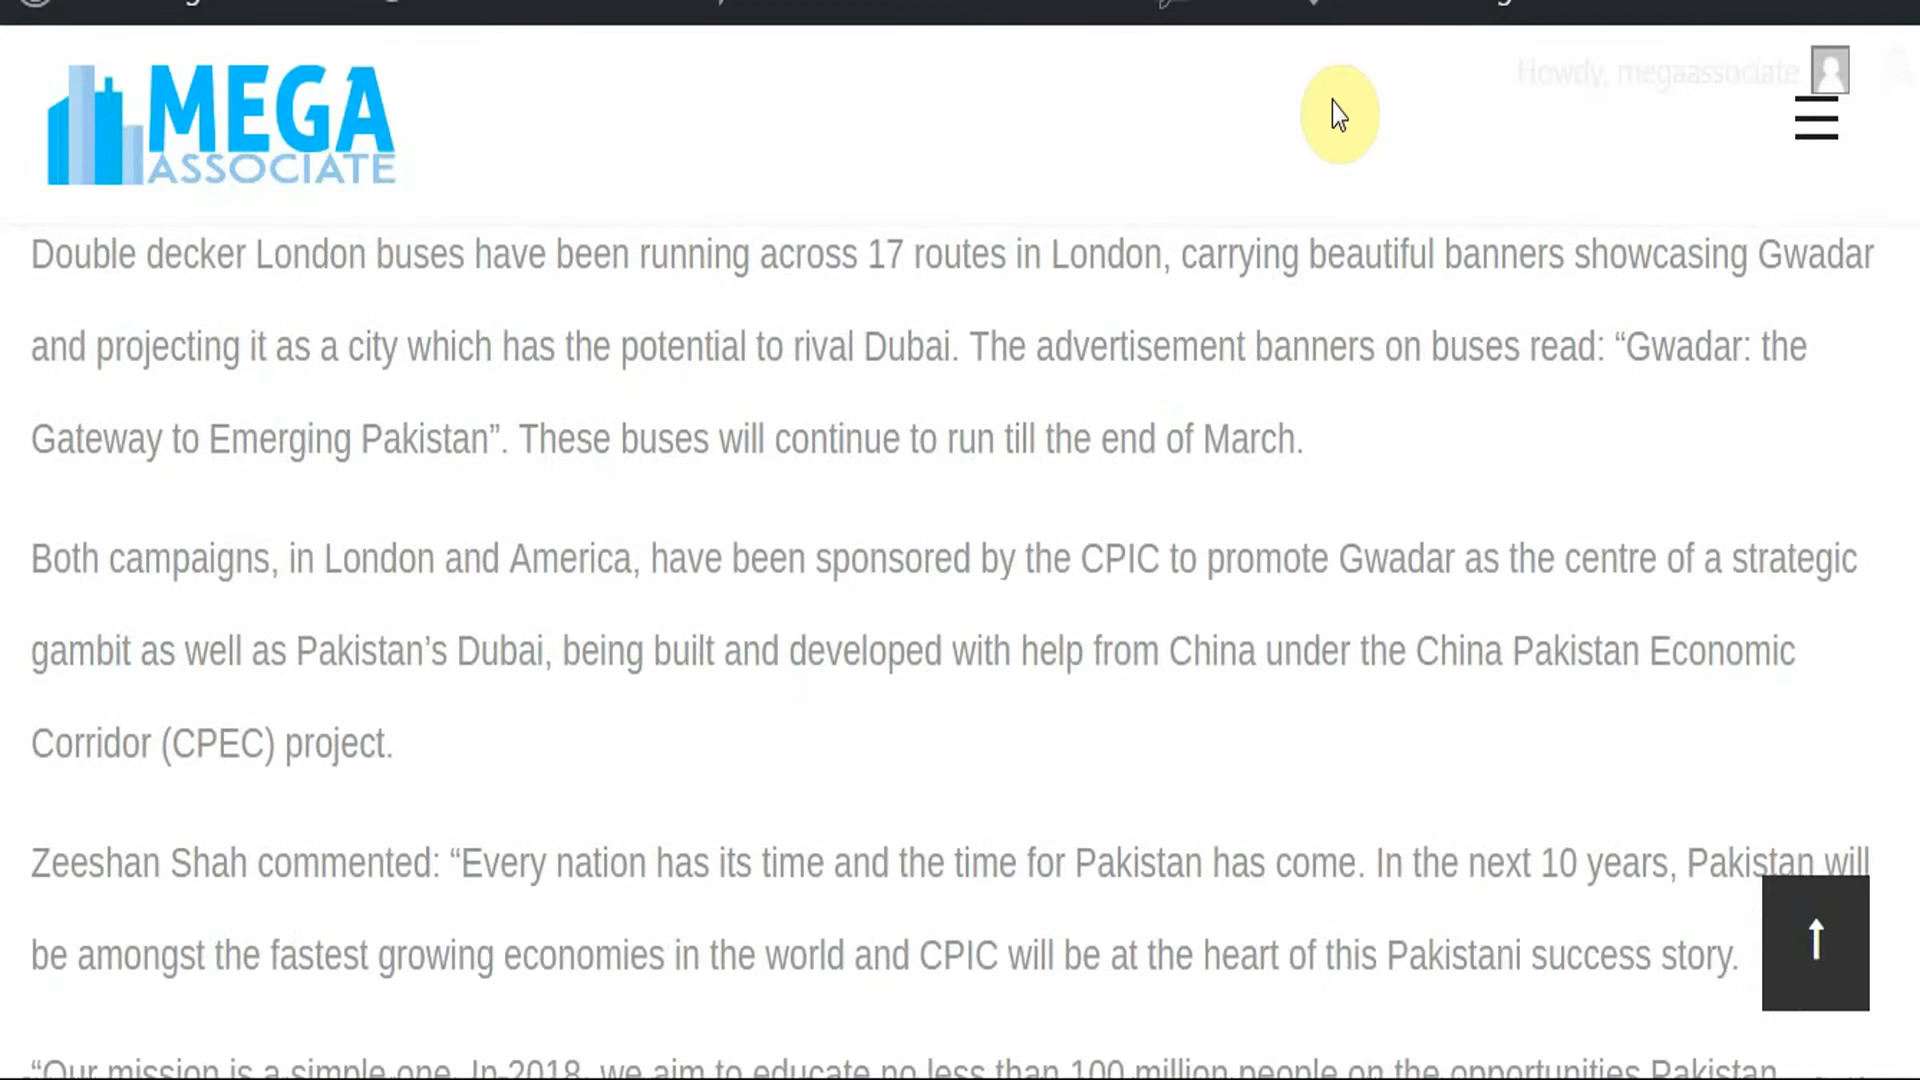 Howdy, megaassociate
MEGA
ASSOCIATE
Double decker London buses have been running across 17 routes in London, carrying beautiful banners showcasing Gwadar
and projecting it as a city which has the potential to rival Dubai. The advertisement banners on buses read: “Gwadar: the
Gateway to Emerging Pakistan”. These buses will continue to run till the end of March.
Both campaigns, in London and America, have been sponsored by the CPIC to promote Gwadar as the centre of a strategic
gambit as well as Pakistan’s Dubai, being built and developed with help from China under the China Pakistan Economic
Corridor (CPEC) project.
Zeeshan Shah commented: “Every nation has its time and the time for Pakistan has come. In the next 10 years, Pakistan will
be amongst the fastest growing economies in the world and CPIC will be at the heart of this Pakistani success story.
“Our mission is a simple one. In 2018, we aim to educate no less than 100 million people on the opportunities Pakistan